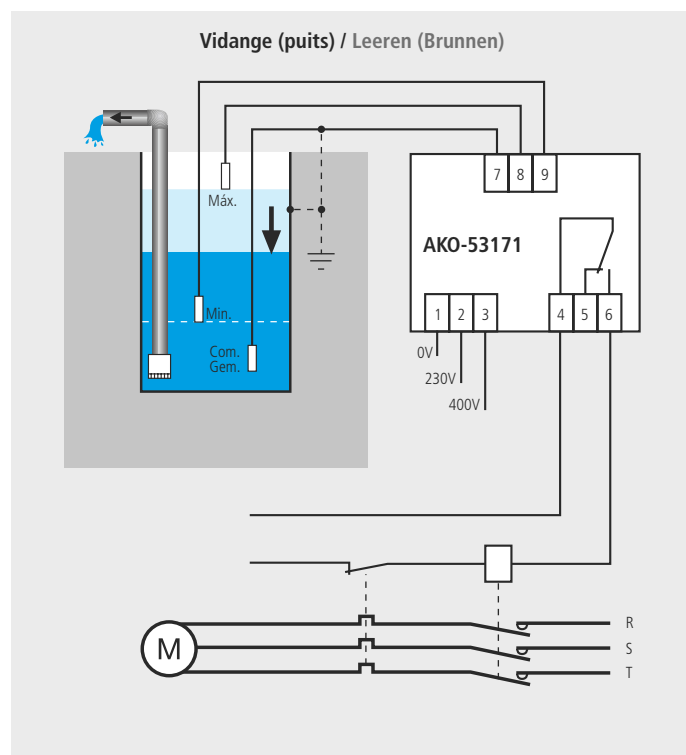 Vidange (puits) / Leeren (Brunnen)
7 8 9
Máx.
AKO-53171
Mín.
1 2 3 4 5 6
Com.
Gem.
0V
230V
400V
R
M
S
T